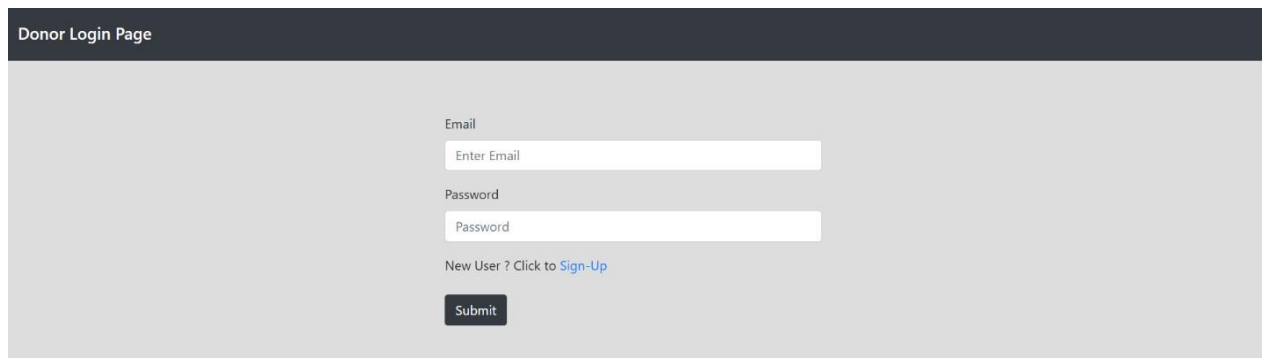 Donor Login Page
Email
Enter Email
Password
Password
New User ? Click to Sign-Up
Submit